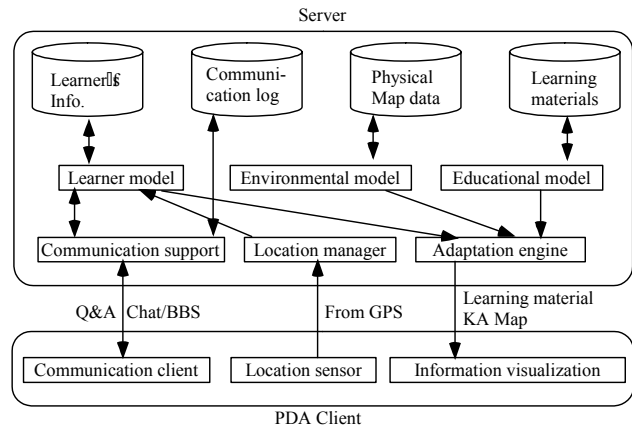 Server
Learner's
Info.
Communi-
cation log
Physical
Map data
Learning
materials
Learner model
Environmental model
Educational model
Communication support
Location manager
Adaptation engine
Q&A
Chat/BBS
From GPS
Learning material
KA Map
Communication client
Location sensor
Information visualization
PDA Client